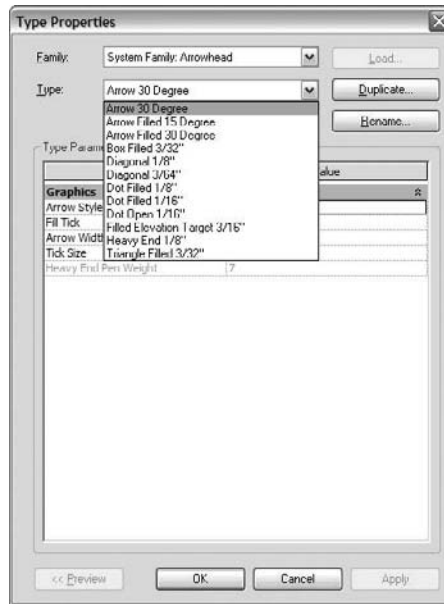 Type Properties
Family: System Family: Arrowhead Load...
Type: Arrow 30 Degree Duplicate...
Rename...
Arrow 30 Degree
Arrow Filled 15 Degree
Arrow Filled 30 Degree
Box Filled 3/32"
Diagonal 1/8"
Diagonal 3/64"
Dot Filled 1/8"
Dot Filled 1/16"
Dot Open 1/16"
Filled Elevation Target 3/16"
Heavy End 1/8"
Triangle Filled 3/32"
Type Param
alue
Graphics
Arrow Style
Fill Tick
Arrow Widt
Tick Size
Heavy End Pen Weight 7
<< Preview OK Cancel Apply